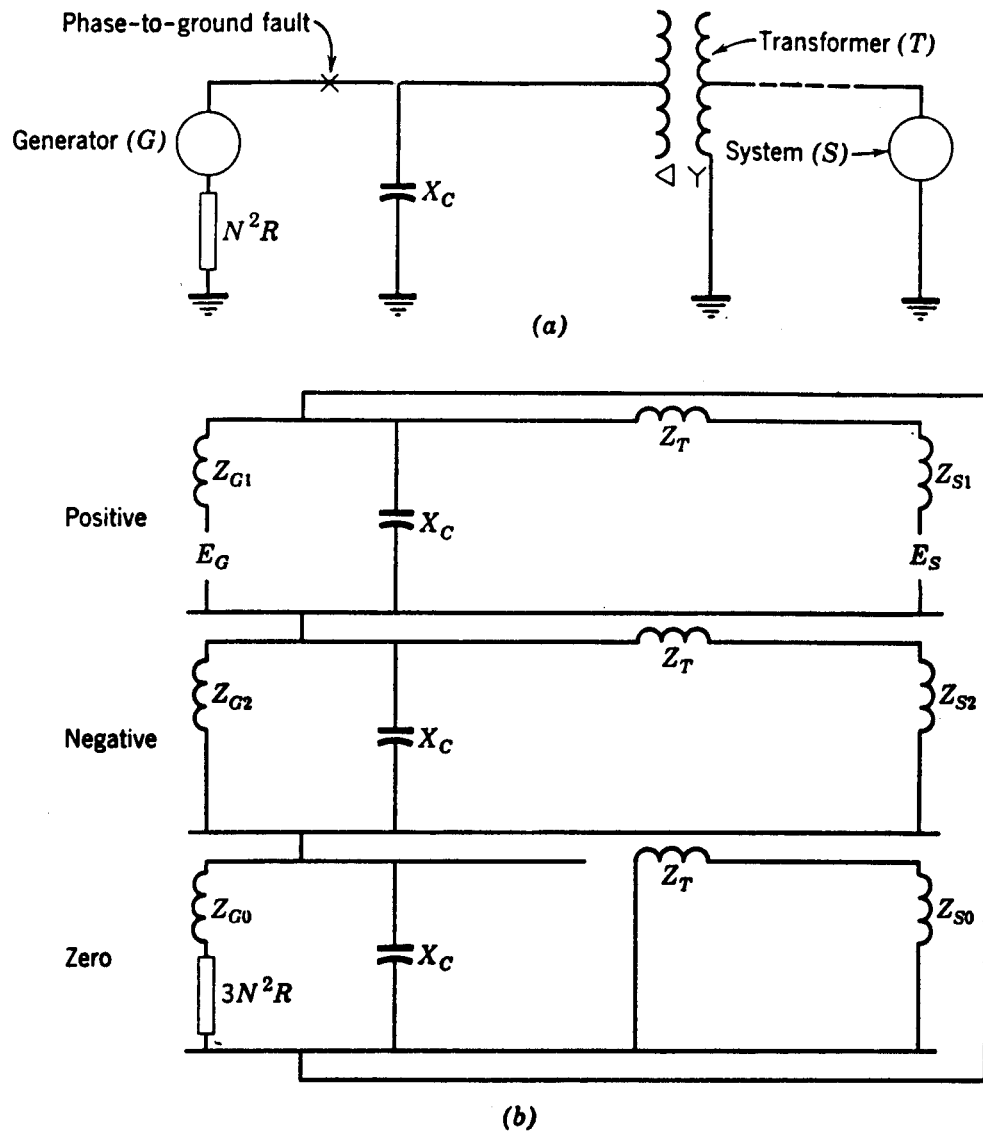 Phase-to-ground fault
Transformer (T)
Generator (G)
System (S)
X_C
N²R
△ Y
(a)
Z_T
Z_G1
Z_S1
Positive
X_C
E_G
E_S
Z_T
Z_G2
Z_S2
Negative
X_C
Z_T
Z_G0
Z_S0
Zero
X_C
3N²R
(b)